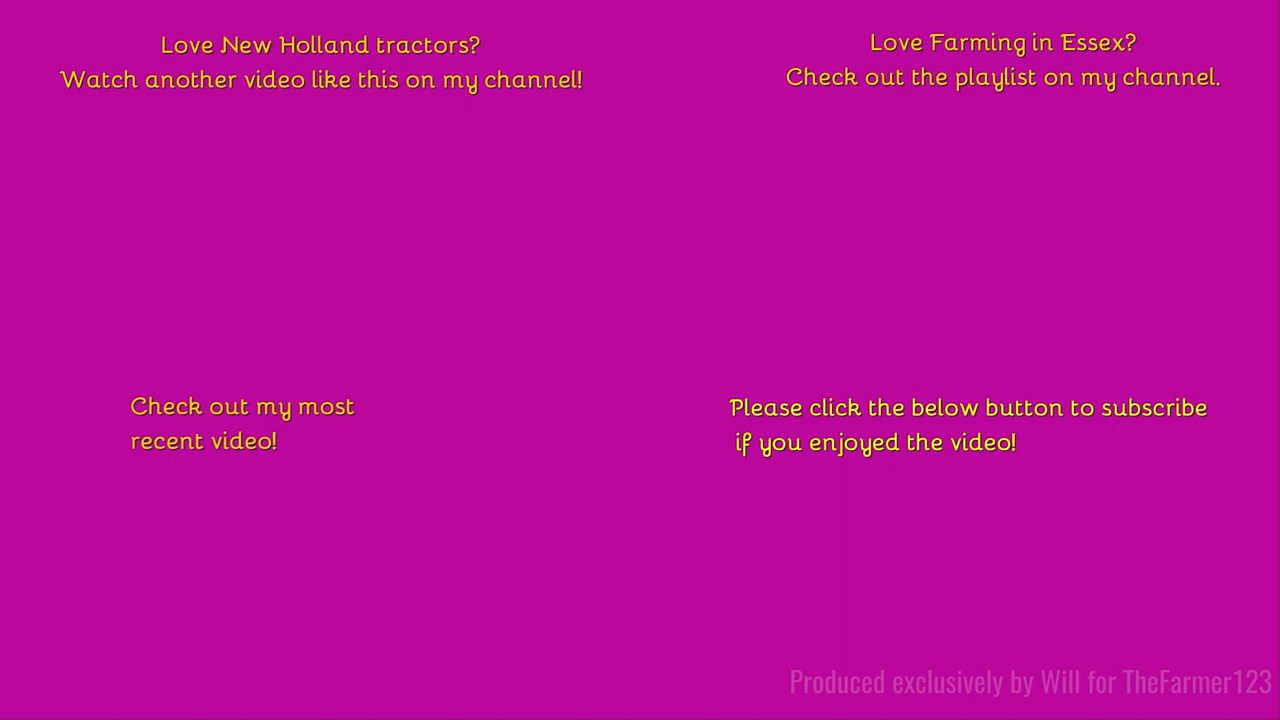 Love New Holland tractors?
Watch another video like this on my channel!
Love Farming in Essex?
Check out the playlist on my channel.
Check out my most
recent video!
Please click the below button to subscribe
if you enjoyed the video!
Produced exclusively by Will for TheFarmer123